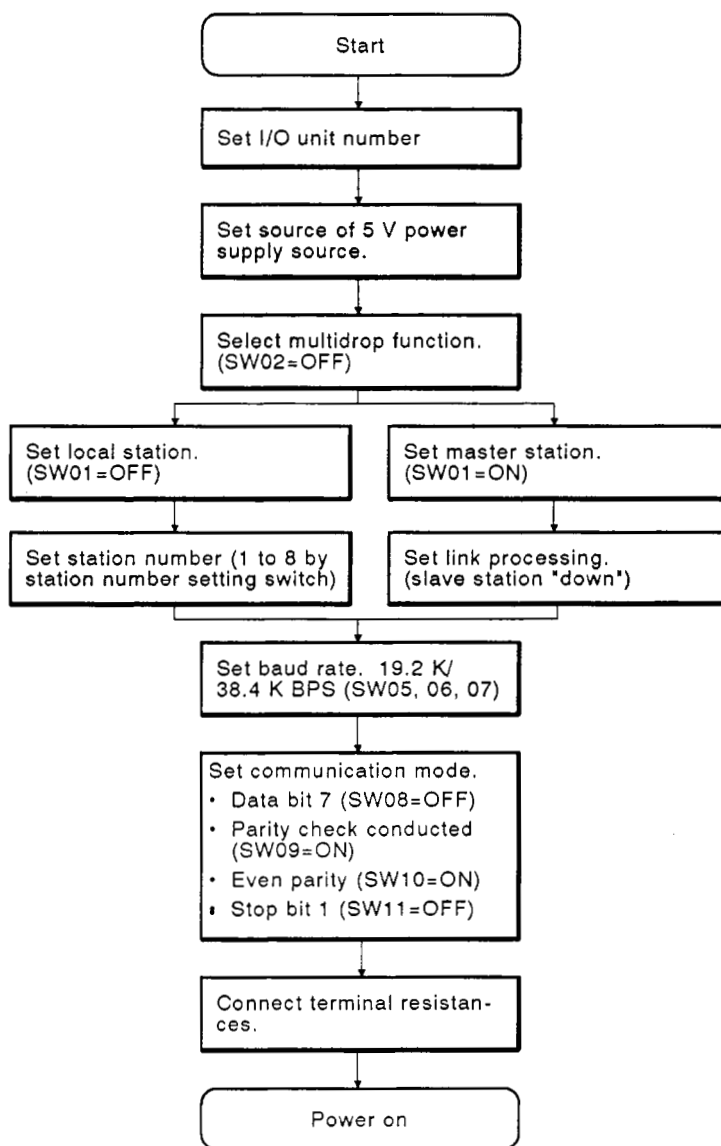 Start
Set I/O unit number
Set source of 5 V power
supply source.
Select multidrop function.
(SW02=OFF)
Set local station.
(SW01=OFF)
Set station number (1 to 8 by
station number setting switch)
Set master station.
(SW01=ON)
Set link processing.
(slave station "down")
Set baud rate. 19.2 K/
38.4 K BPS (SW05, 06, 07)
Set communication mode.
• Data bit 7 (SW08=OFF)
• Parity check conducted
(SW09=ON)
• Even parity (SW10=ON)
• Stop bit 1 (SW11=OFF)
Connect terminal resistan-
ces.
Power on